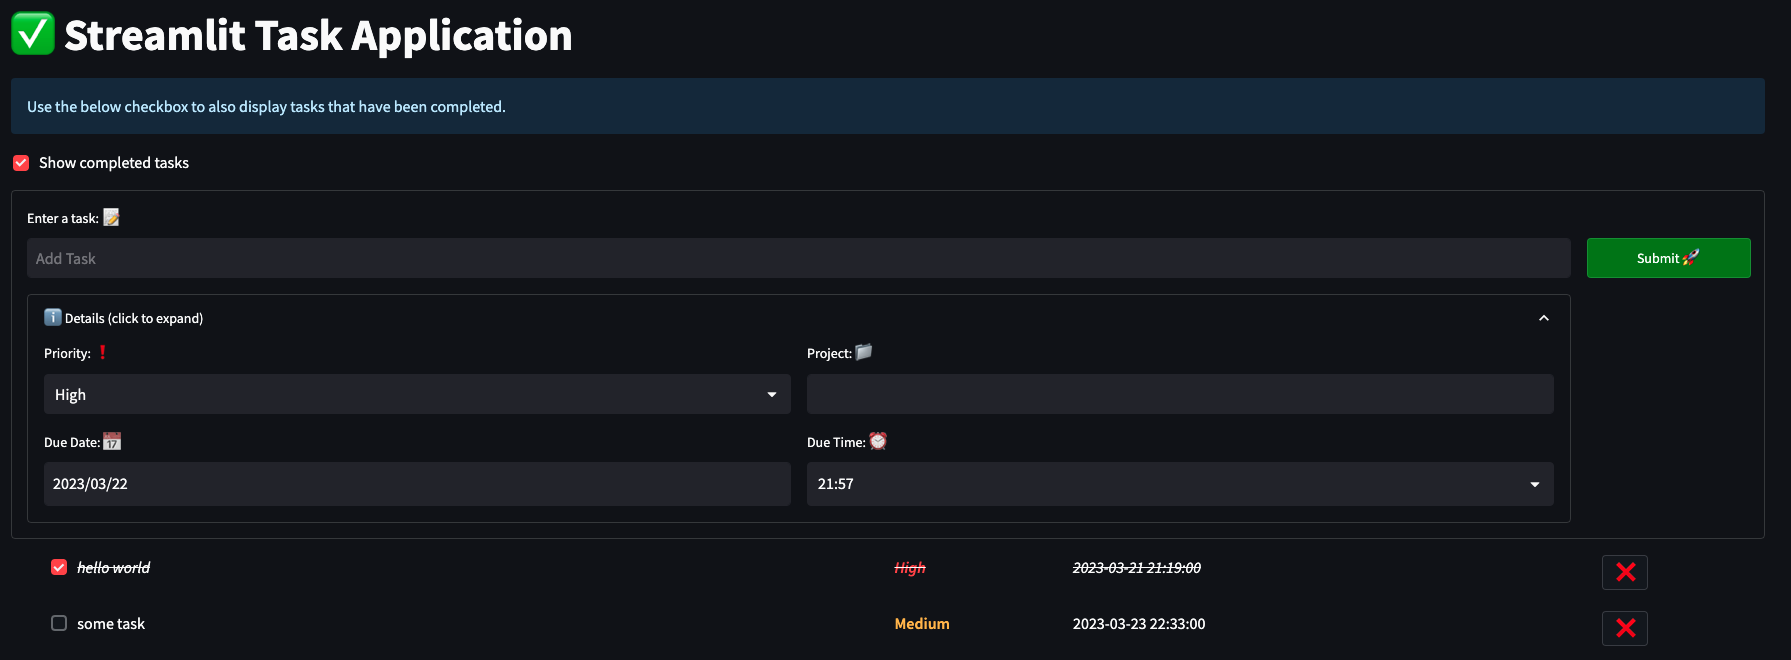 ✅ Streamlit Task Application
Use the below checkbox to also display tasks that have been completed.
Show completed tasks
Enter a task: 📝
Add Task
Submit 🚀
ℹ️ Details (click to expand)
Priority: ❗ Project: 📁
High
Due Date: 📅 Due Time: ⏰
2023/03/22 21:57
hello world High 2023-03-21 21:19:00 ❌
some task Medium 2023-03-23 22:33:00 ❌